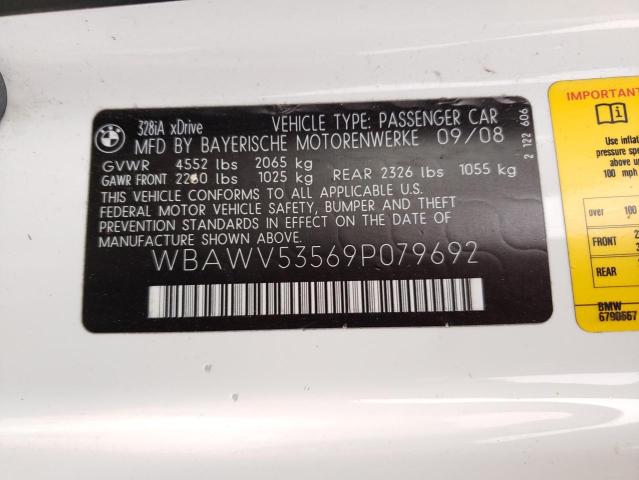 BMW
328iA xDrive VEHICLE TYPE: PASSENGER CAR
MFD BY BAYERISCHE MOTORENWERKE 09/08
GVWR 4552 lbs 2065 kg
GAWR FRONT 2260 lbs 1025 kg REAR 2326 lbs 1055 kg
THIS VEHICLE CONFORMS TO ALL APPLICABLE U.S.
FEDERAL MOTOR VEHICLE SAFETY, BUMPER AND THEFT
PREVENTION STANDARDS IN EFFECT ON THE DATE
OF MANUFACTURE SHOWN ABOVE.
WBAWV53569P079692
2 122 606
IMPORTANT
Use inflat
pressure spe
above un
100 mph
over 100
FRONT
REAR
BMW
6790667